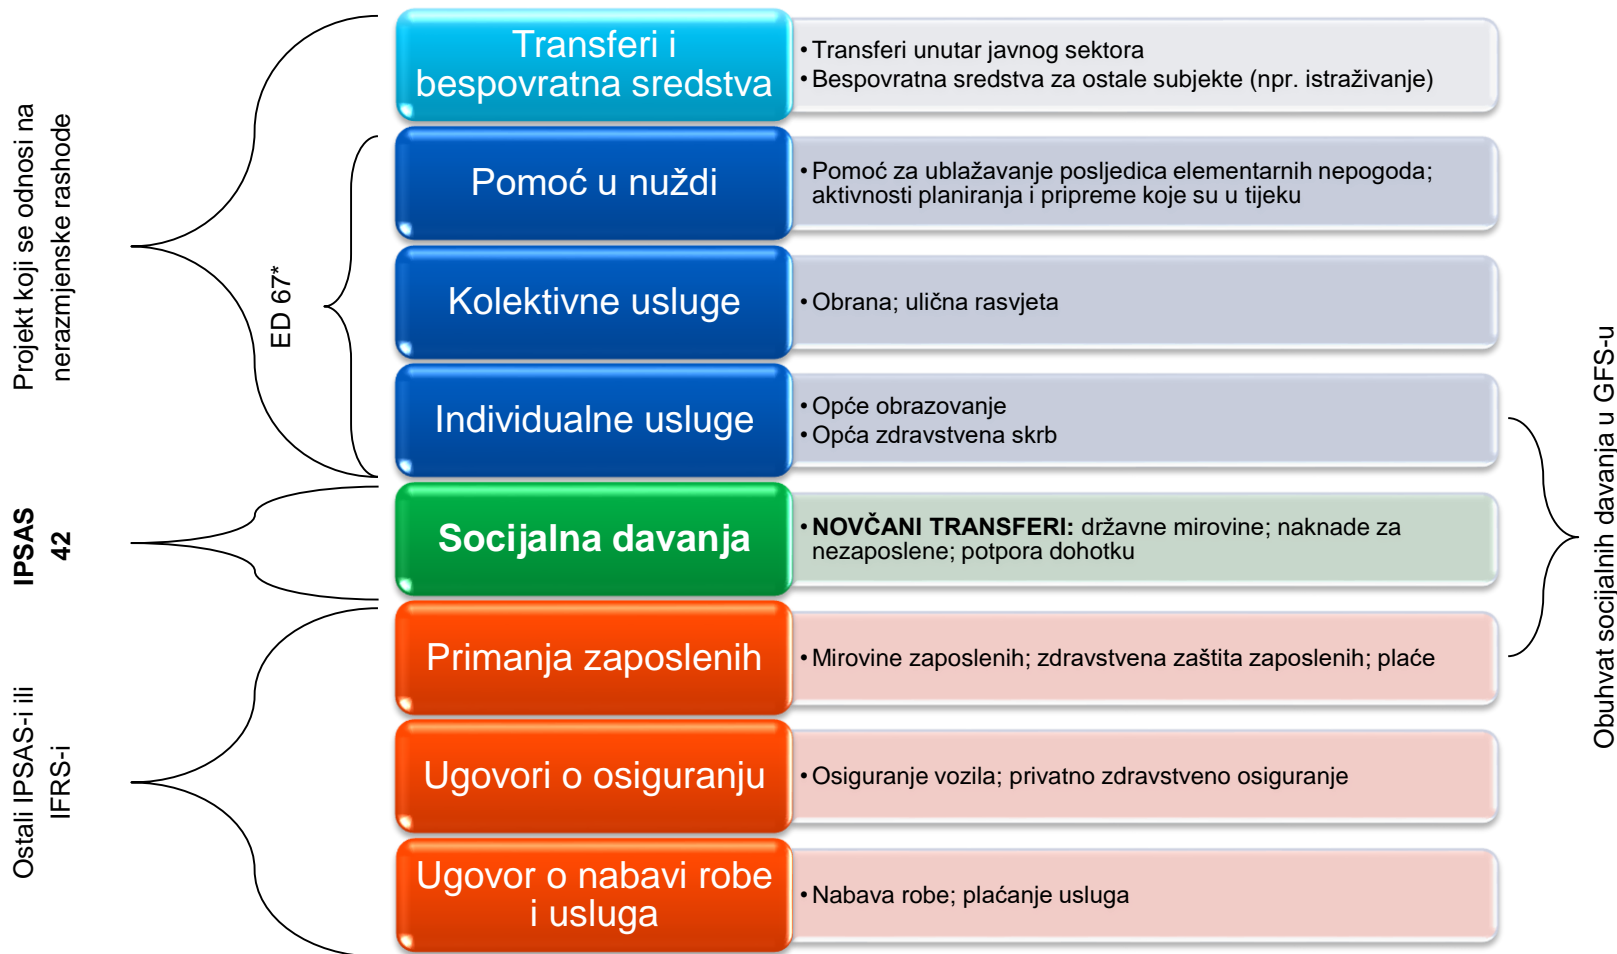 Projekt koji se odnosi na
nerazmjenske rashode
ED 67*
IPSAS
42
Ostali IPSAS-i ili
IFRS-i
Transferi i
bespovratna sredstva
• Transferi unutar javnog sektora
• Bespovratna sredstva za ostale subjekte (npr. istraživanje)
Pomoć u nuždi
• Pomoć za ublažavanje posljedica elementarnih nepogoda;
aktivnosti planiranja i pripreme koje su u tijeku
Kolektivne usluge
• Obrana; ulična rasvjeta
Individualne usluge
• Opće obrazovanje
• Opća zdravstvena skrb
Socijalna davanja
• NOVČANI TRANSFERI: državne mirovine; naknade za
nezaposlene; potpora dohotku
Primanja zaposlenih
• Mirovine zaposlenih; zdravstvena zaštita zaposlenih; plaće
Ugovori o osiguranju
• Osiguranje vozila; privatno zdravstveno osiguranje
Ugovor o nabavi robe
i usluga
• Nabava robe; plaćanje usluga
Obuhvat socijalnih davanja u GFS-u